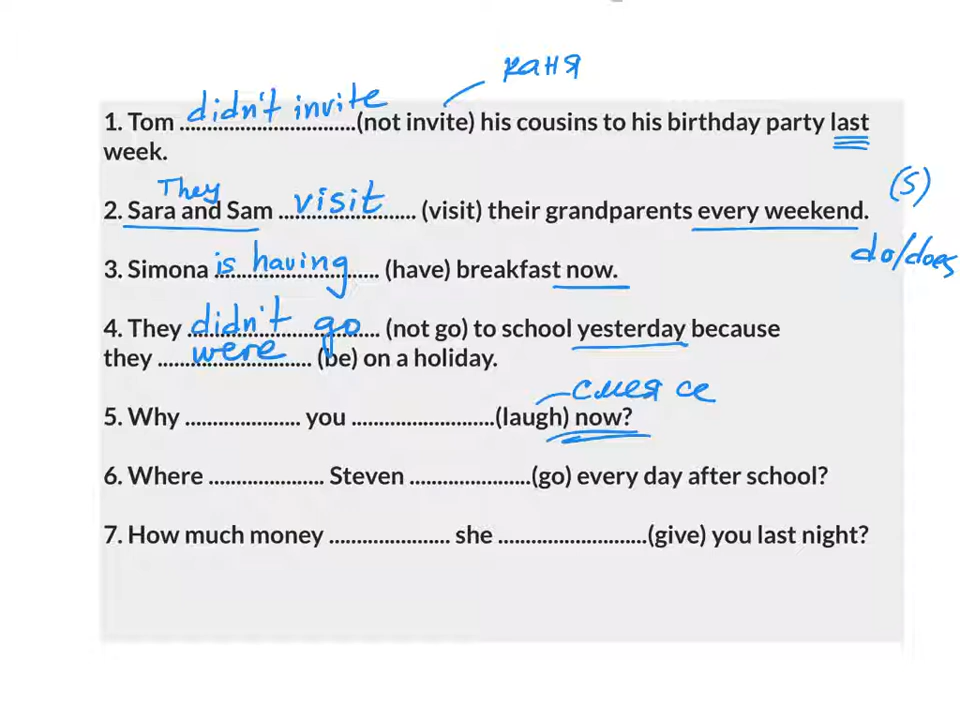 каня
didn't invite
1. Tom ................................(not invite) his cousins to his birthday party last
week.
They
(s)
2. Sara and Sam visit ......................... (visit) their grandparents every weekend.
do/does
3. Simona is having ............................. (have) breakfast now.
4. They didn't go ................................... (not go) to school yesterday because
they were ............................ (be) on a holiday.
смея се
5. Why ..................... you ..........................(laugh) now?
6. Where ..................... Steven ......................(go) every day after school?
7. How much money ...................... she ...........................(give) you last night?